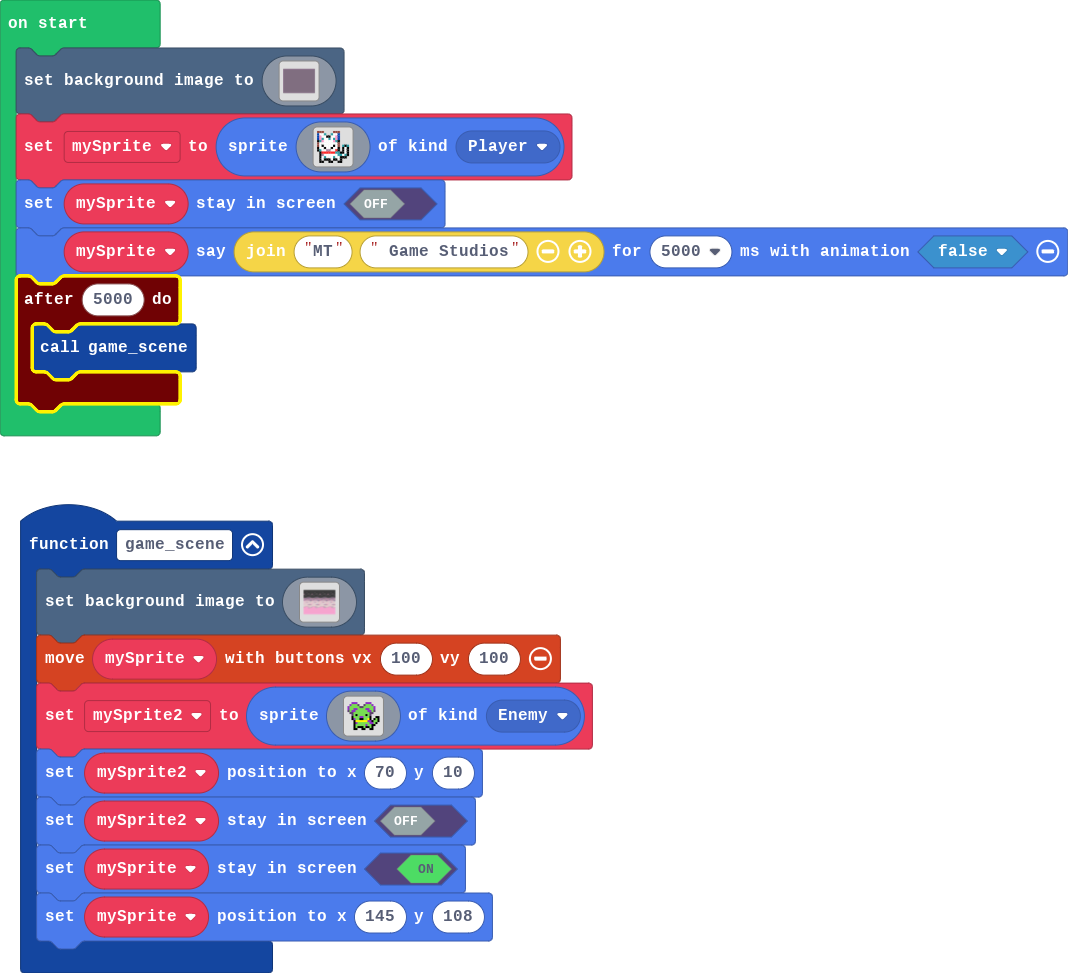 on start
set background image to
set mySprite to sprite of kind Player
set mySprite stay in screen OFF
mySprite say join "MT" " Game Studios" for 5000 ms with animation false
after 5000 do
call game_scene
function game_scene
set background image to
move mySprite with buttons vx 100 vy 100
set mySprite2 to sprite of kind Enemy
set mySprite2 position to x 70 y 10
set mySprite2 stay in screen OFF
set mySprite stay in screen ON
set mySprite position to x 145 y 108